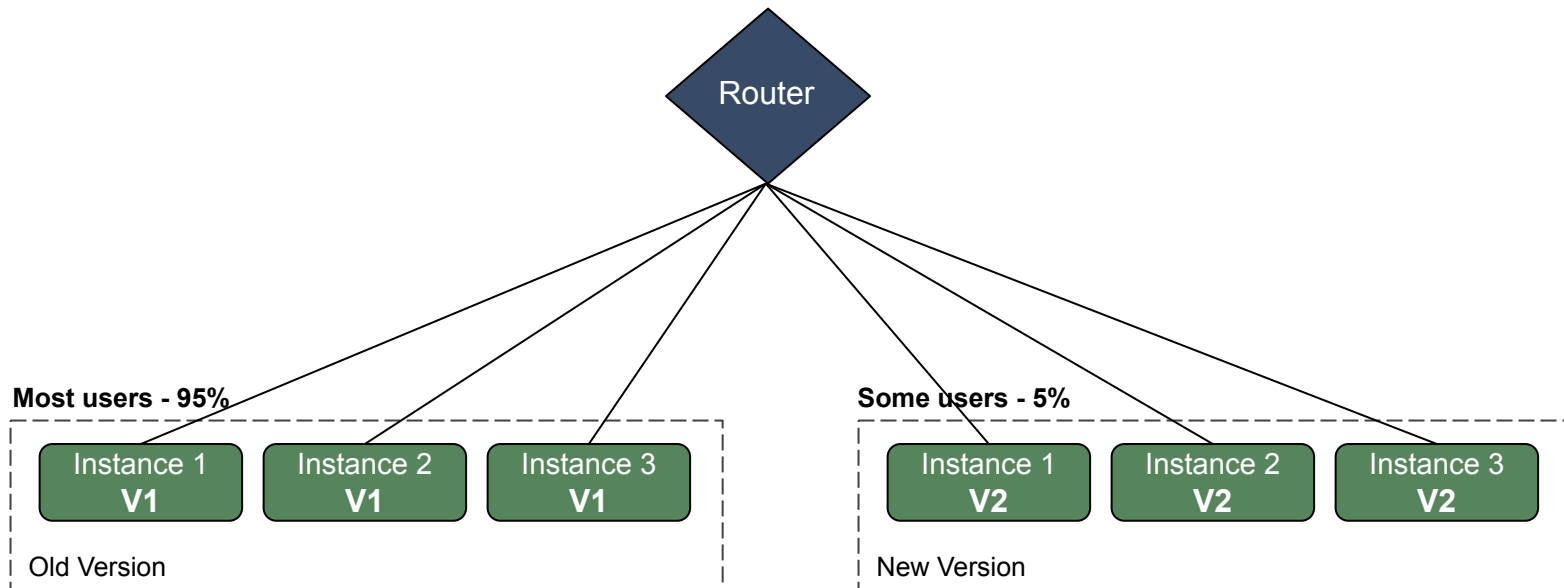 Router
Most users - 95%
Instance 1
V1
Instance 2
V1
Instance 3
V1
Old Version
Some users - 5%
Instance 1
V2
Instance 2
V2
Instance 3
V2
New Version